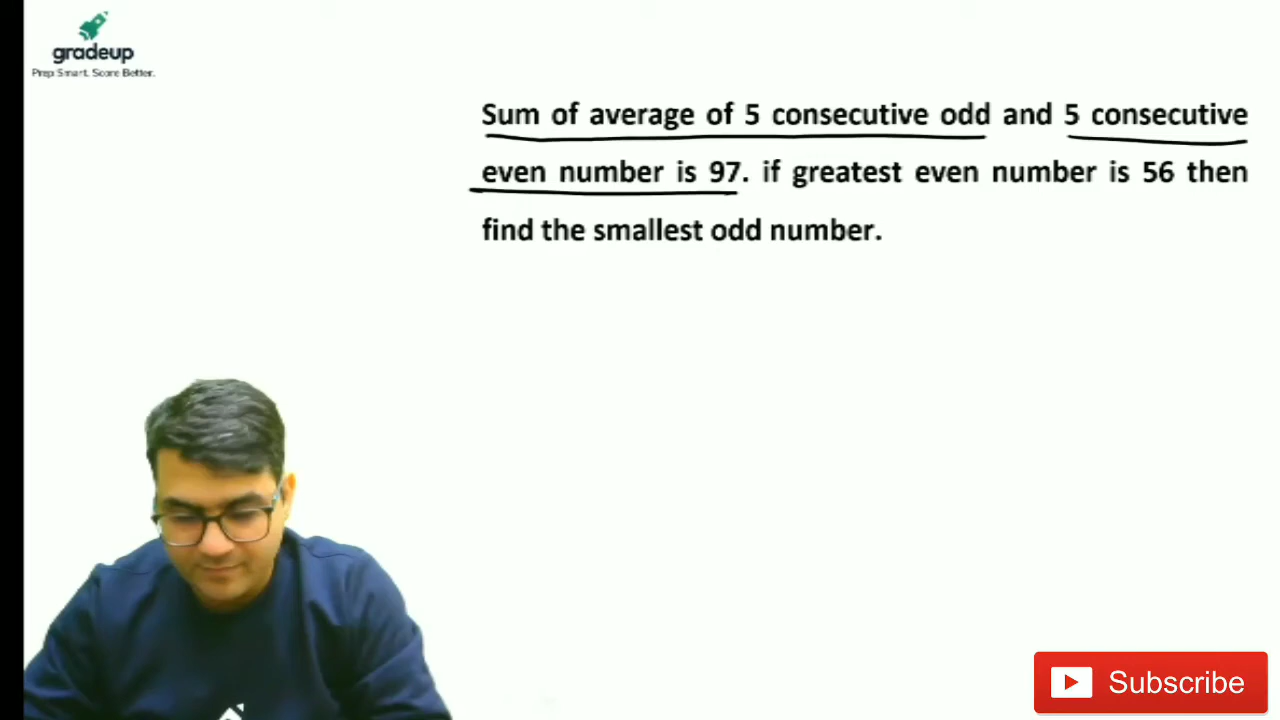 gradeup
Prep Smart. Score Better.
Sum of average of 5 consecutive odd and 5 consecutive
even number is 97. if greatest even number is 56 then
find the smallest odd number.
Subscribe